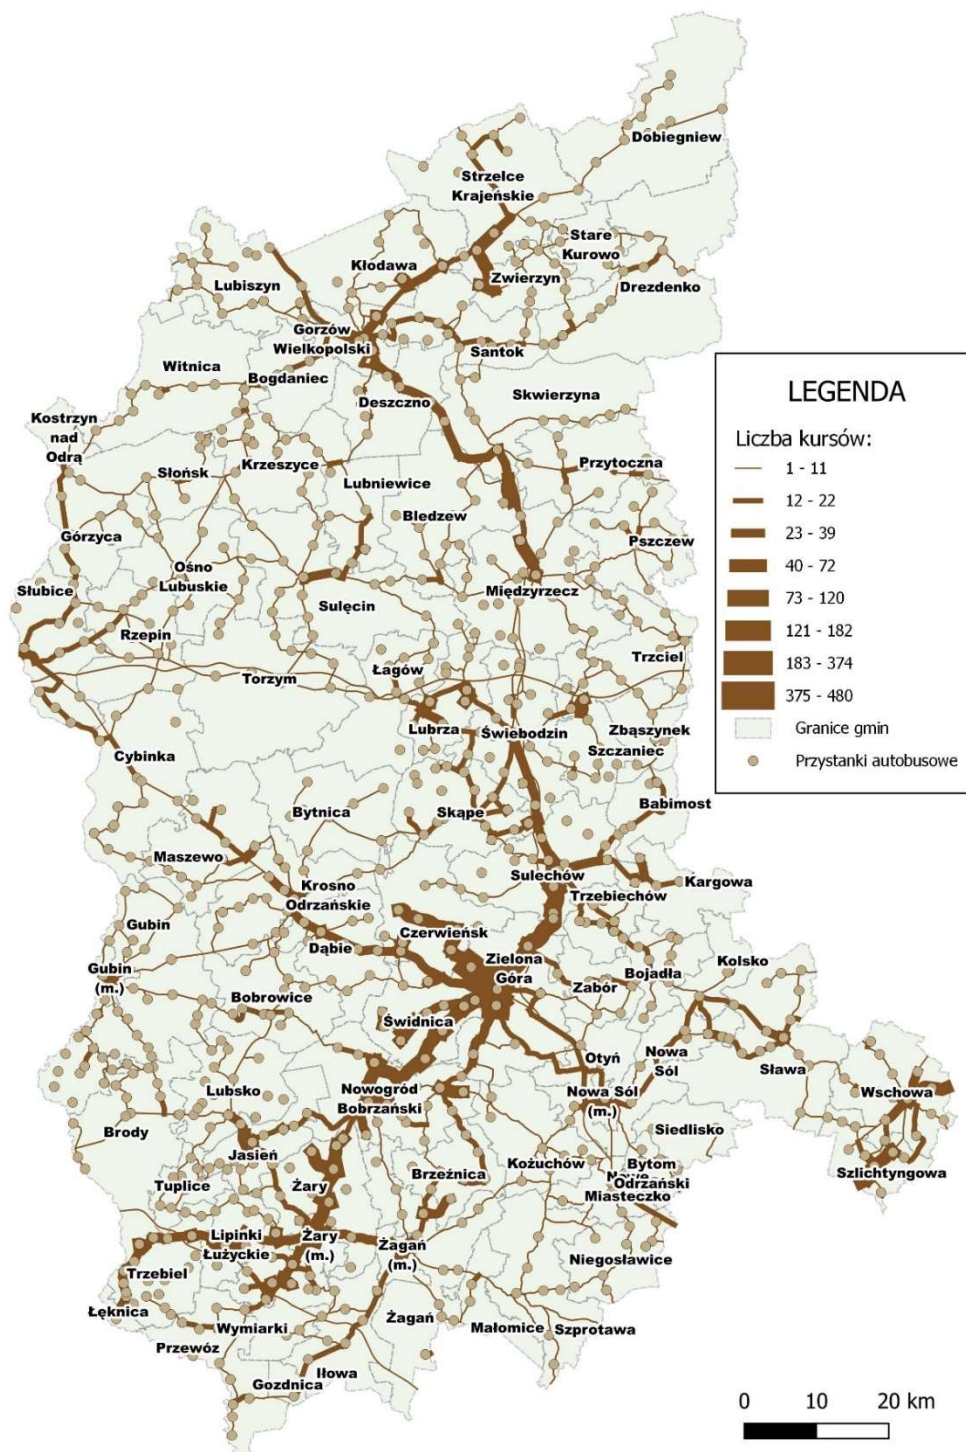 Dobiegniew
Strzelce
Krajeńskie
Stare
Kurowo
Kłodawa
Zwierzyn
Drezdenko
Lubiszyn
Gorzów
Wielkopolski
Santok
Witnica
Bogdaniec
Deszczno
Skwierzyna
Kostrzyn
nad
Odrą
Słońsk
Krzeszyce
Lubniewice
Przytoczna
Bledzew
Górzyca
Pszczew
Ośno
Lubuskie
Słubice
Sulęcin
Międzyrzecz
Rzepin
Trzciel
Torzym
Łagów
Lubrza
Świebodzin
Zbąszynek
Szczaniec
Cybinka
Babimost
Bytnica
Skąpe
Maszewo
Sulechów
Kargowa
Krosno
Odrzańskie
Trzebiechów
Gubin
Czerwieńsk
Dąbie
Zielona
Góra
Kolsko
Gubin
(m.)
Bojadła
Zabór
Bobrowice
Świdnica
Otyń
Nowa
Sól
Sława
Lubsko
Nowogród
Bobrzański
Nowa Sól
(m.)
Wschowa
Brody
Siedlisko
Jasień
Brzeźnica
Kożuchów
Bytom
Odrzański
Nowe
Miasteczko
Szlichtyngowa
Tuplice
Żary
Lipinki
Łużyckie
Żary
(m.)
Żagań
(m.)
Niegosławice
Trzebiel
Łęknica
Żagań
Wymiarki
Małomice
Szprotawa
Przewóz
Iłowa
Gozdnica
LEGENDA
Liczba kursów:
1 - 11
12 - 22
23 - 39
40 - 72
73 - 120
121 - 182
183 - 374
375 - 480
Granice gmin
Przystanki autobusowe
0 10 20 km